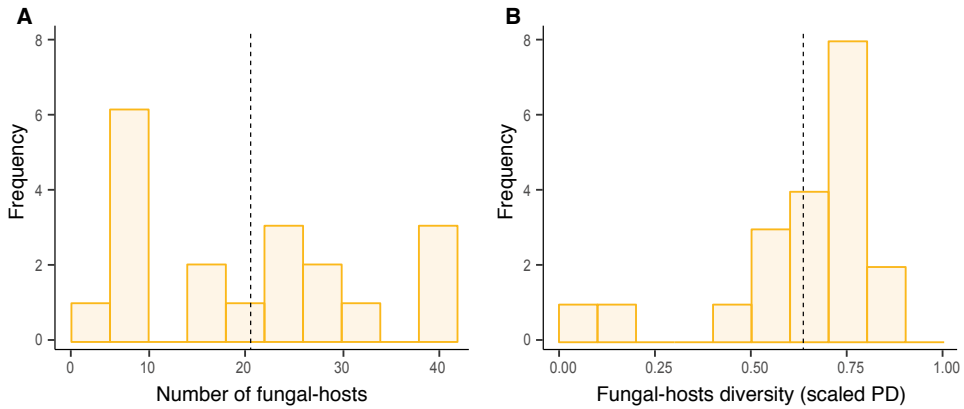 A
Frequency
8
6
4
2
0
0 10 20 30 40
Number of fungal-hosts
B
Frequency
8
6
4
2
0
0.00 0.25 0.50 0.75 1.00
Fungal-hosts diversity (scaled PD)